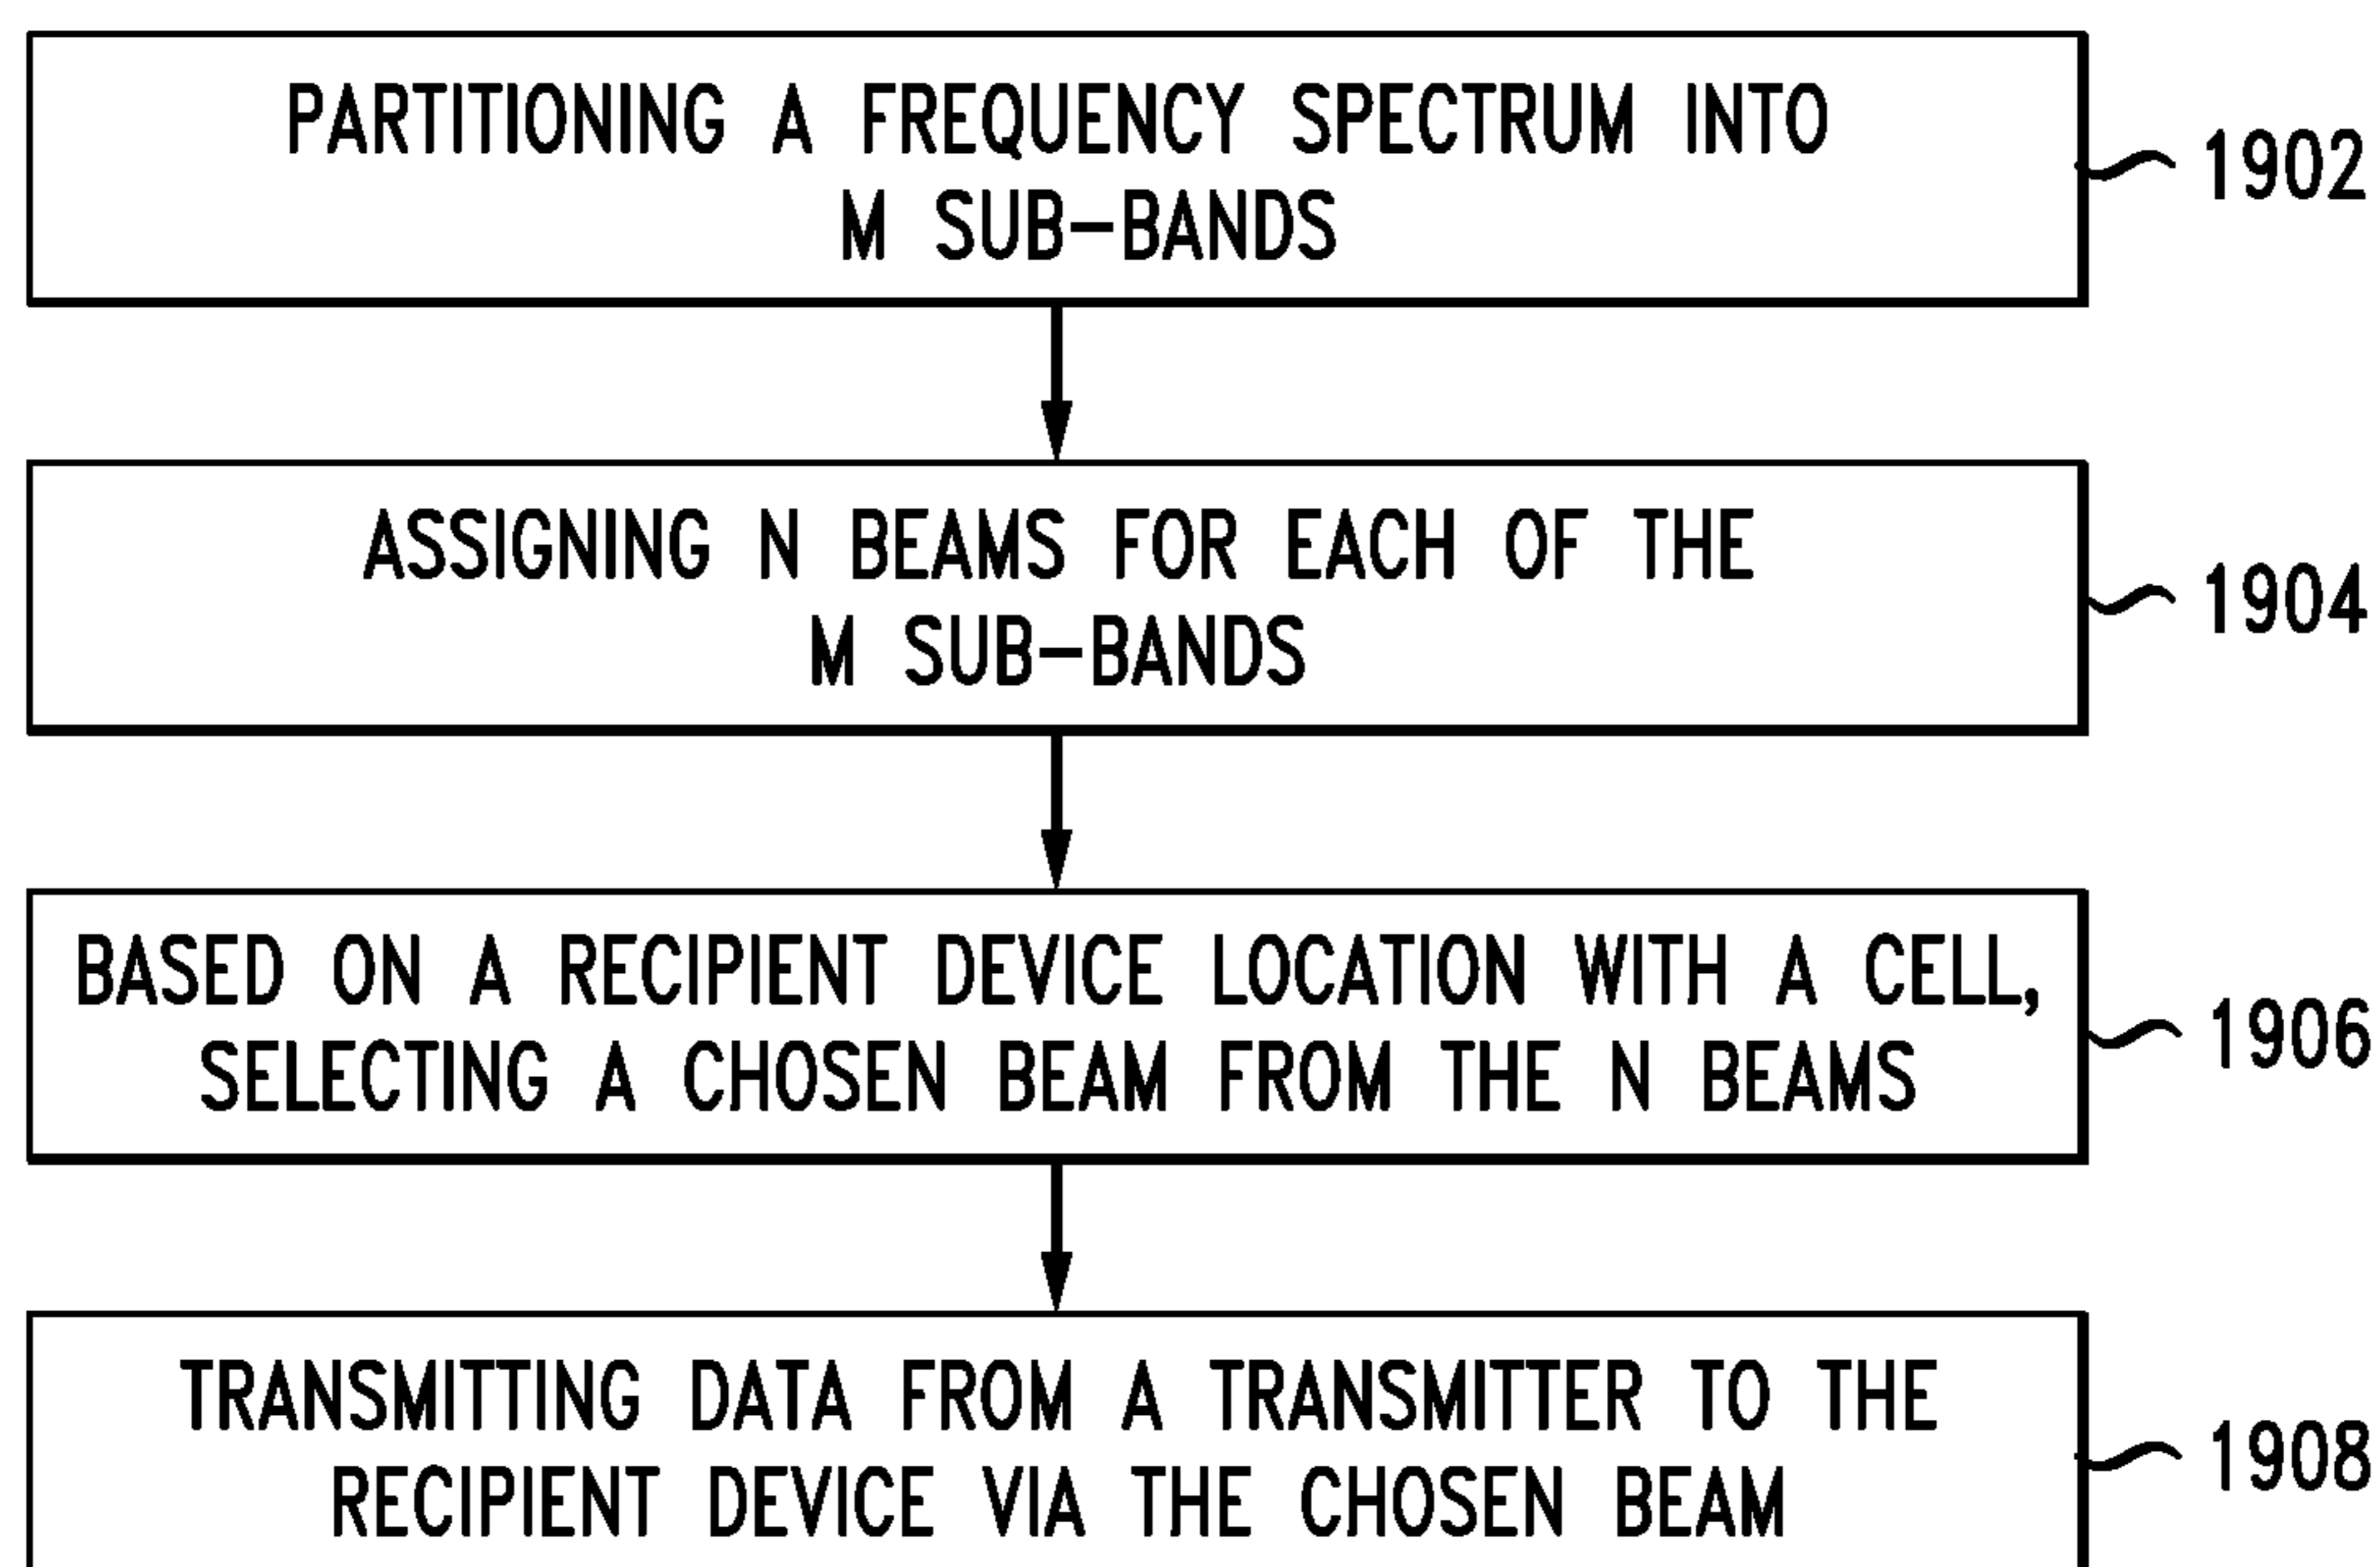 PARTITIONING A FREQUENCY SPECTRUM INTO
M SUB-BANDS
1902
ASSIGNING N BEAMS FOR EACH OF THE
M SUB-BANDS
1904
BASED ON A RECIPIENT DEVICE LOCATION WITH A CELL,
SELECTING A CHOSEN BEAM FROM THE N BEAMS
1906
TRANSMITTING DATA FROM A TRANSMITTER TO THE
RECIPIENT DEVICE VIA THE CHOSEN BEAM
1908